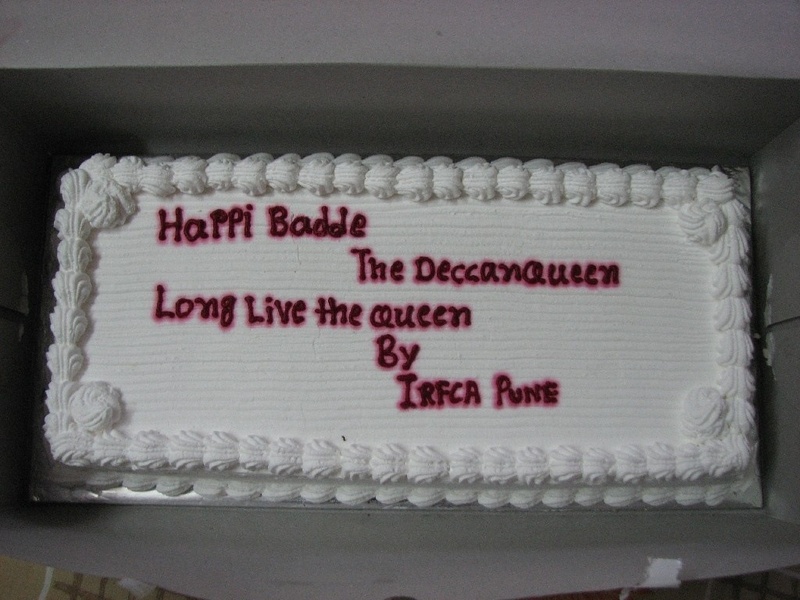 Happi Badde
The Deccanqueen
Long Live the queen
By
IRFCA PUNE